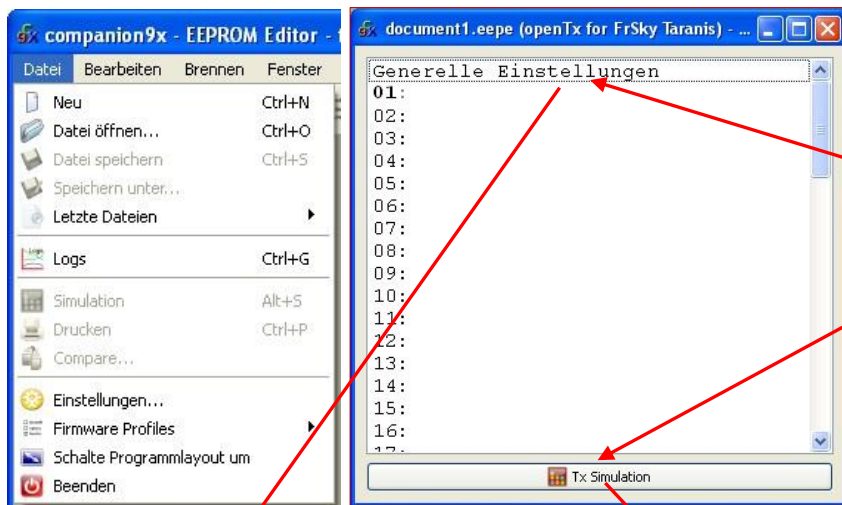 companion9x - EEPROM Editor -
Datei Bearbeiten Brennen Fenster
Neu Ctrl+N
Datei öffnen... Ctrl+O
Datei speichern Ctrl+S
Speichern unter...
Letzte Dateien
Logs Ctrl+G
Simulation Alt+S
Drucken Ctrl+P
Compare...
Einstellungen...
Firmware Profiles
Schalte Programmlayout um
Beenden
document1.eepe (openTx for FrSky Taranis) - ...
Generelle Einstellungen
01:
02:
03:
04:
05:
06:
07:
08:
09:
10:
11:
12:
13:
14:
15:
16:
17:
Tx Simulation